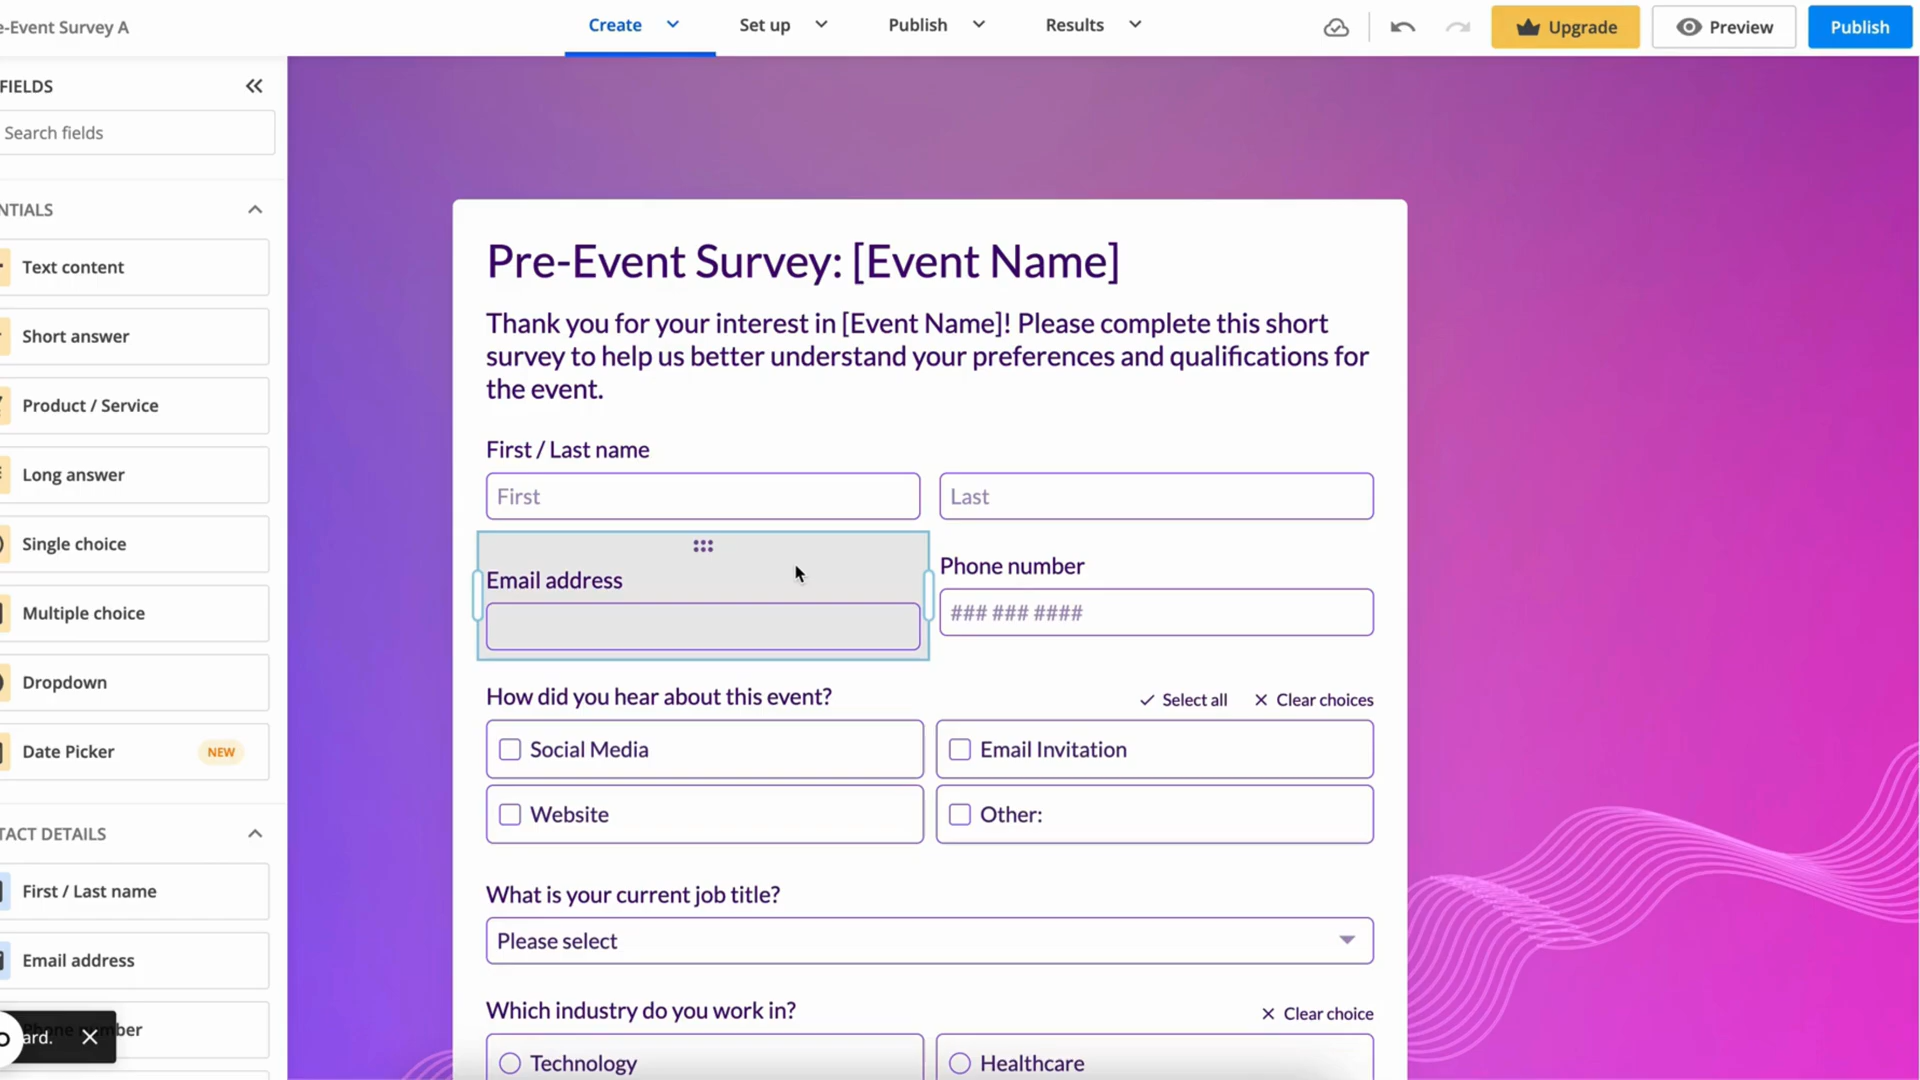 e-Event Survey A
Create
Set up
Publish
Results
Upgrade
Preview
Publish
FIELDS
Search fields
NTIALS
Text content
Short answer
Product / Service
Long answer
Single choice
Multiple choice
Dropdown
Date Picker NEW
TACT DETAILS
First / Last name
Email address
Phone number
ard.
Pre-Event Survey: [Event Name]
Thank you for your interest in [Event Name]! Please complete this short
survey to help us better understand your preferences and qualifications for
the event.
First / Last name
First
Last
Email address
Phone number
### ### ####
How did you hear about this event?
Select all
Clear choices
Social Media
Email Invitation
Website
Other:
What is your current job title?
Please select
Which industry do you work in?
Clear choice
Technology
Healthcare